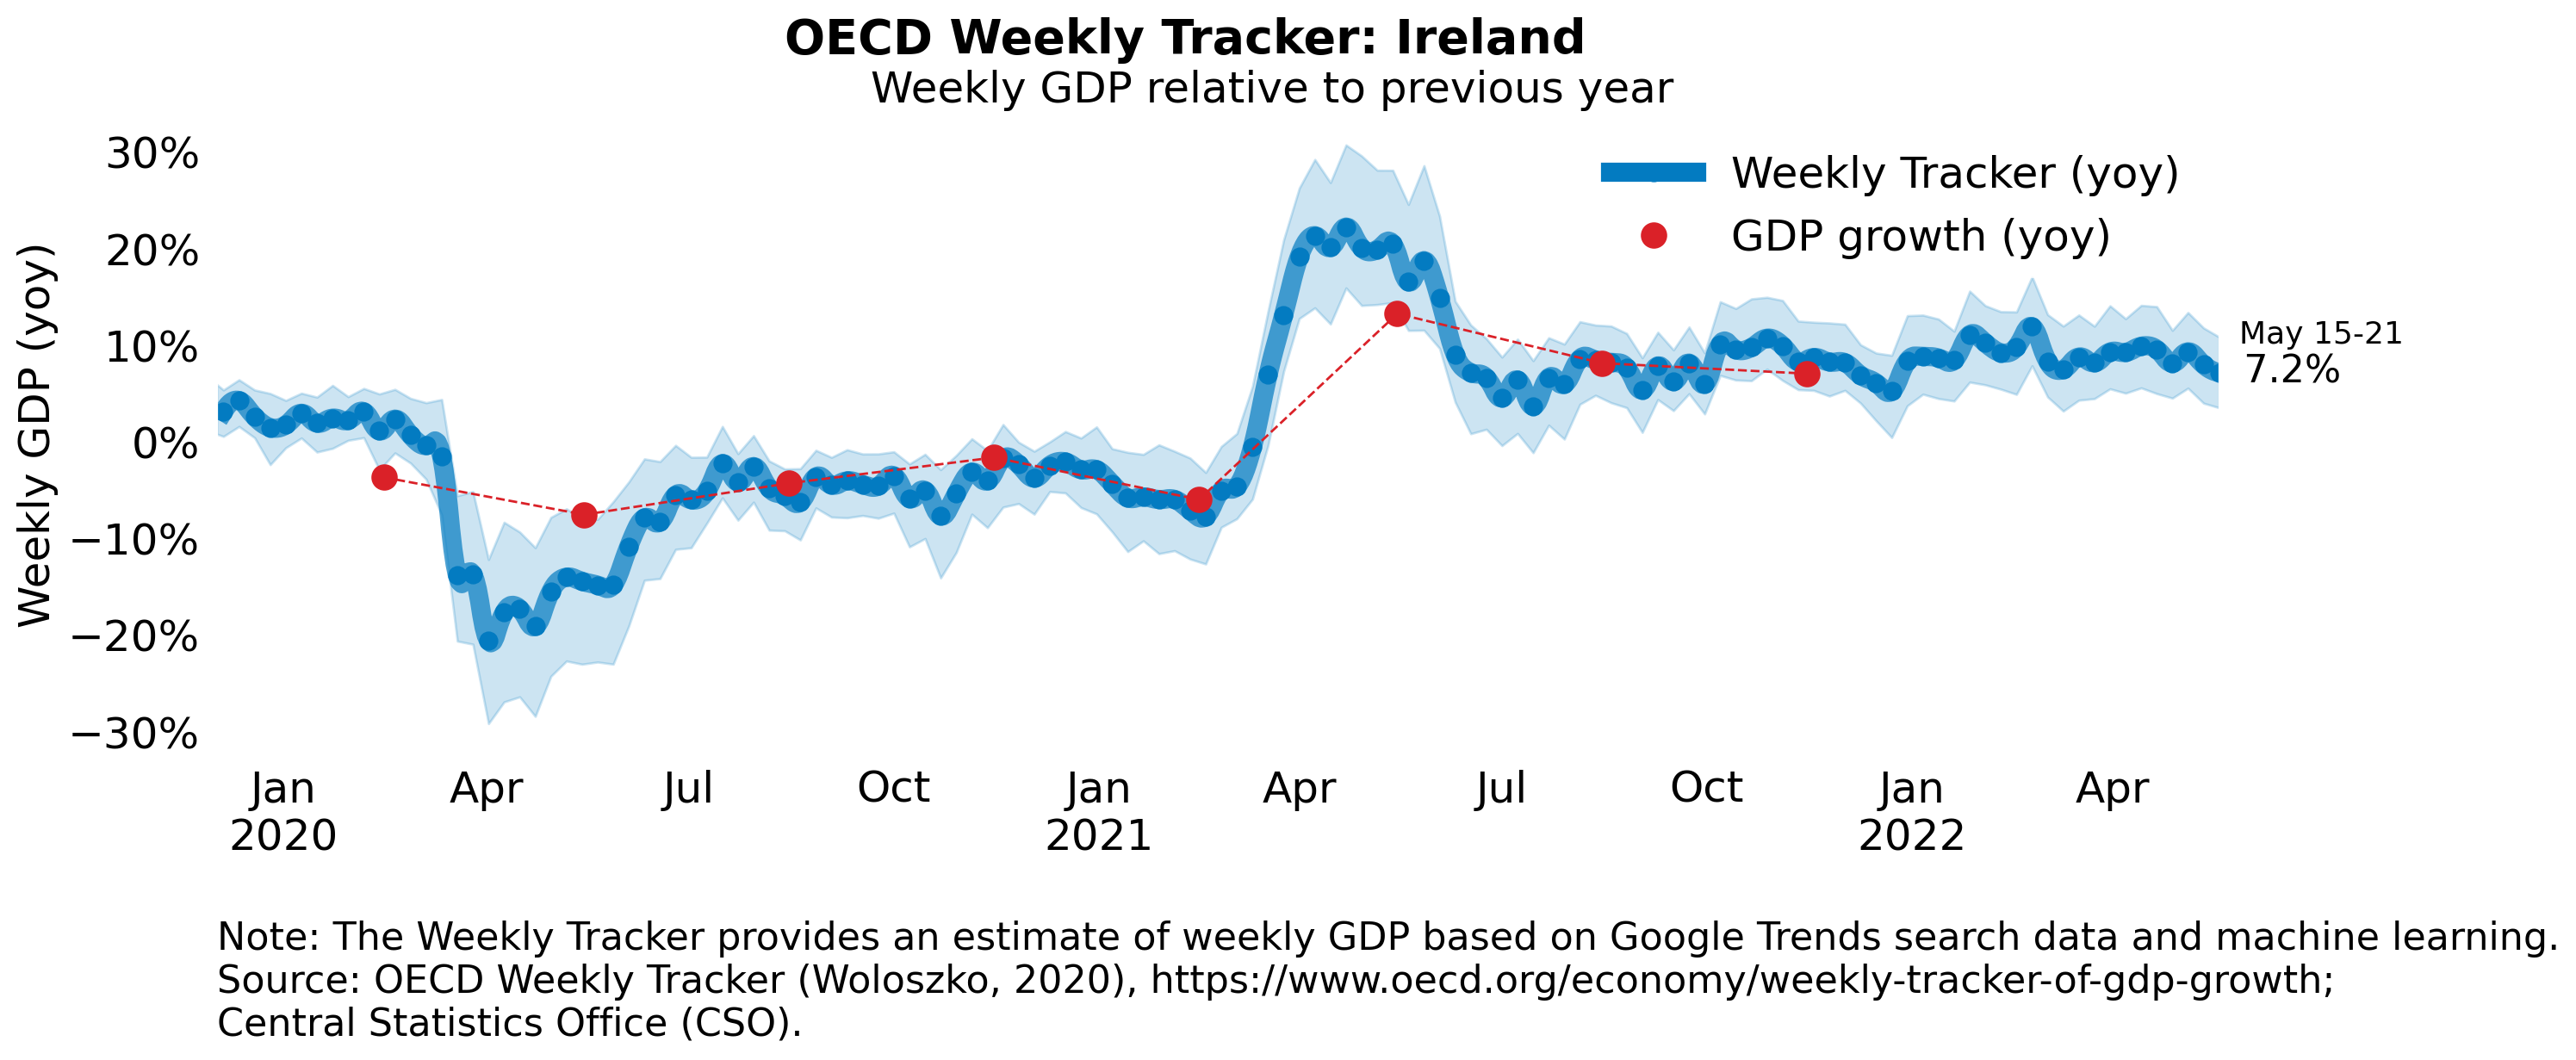 OECD Weekly Tracker: Ireland
Weekly GDP relative to previous year
Weekly GDP (yoy)
30%
20%
10%
0%
−10%
−20%
−30%
Weekly Tracker (yoy)
GDP growth (yoy)
May 15-21
7.2%
Jan Apr Jul Oct Jan Apr Jul Oct Jan Apr
2020 2021 2022
Note: The Weekly Tracker provides an estimate of weekly GDP based on Google Trends search data and machine learning.
Source: OECD Weekly Tracker (Woloszko, 2020), https://www.oecd.org/economy/weekly-tracker-of-gdp-growth;
Central Statistics Office (CSO).